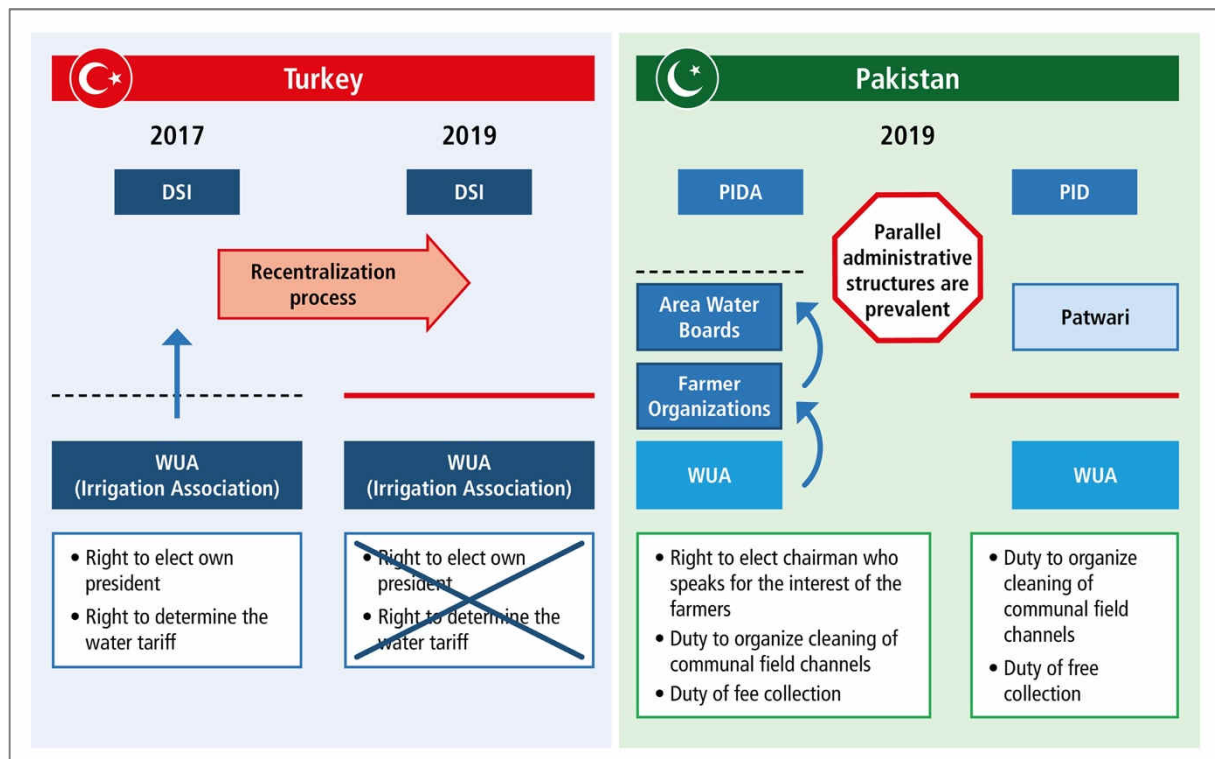 Turkey
2017
2019
DSI
DSI
Recentralization
process
WUA
(Irrigation Association)
WUA
(Irrigation Association)
• Right to elect own
president
• Right to determine the
water tariff
• Right to elect own
president
• Right to determine the
water tariff
Pakistan
2019
PIDA
PID
Parallel
administrative
structures are
prevalent
Area Water
Boards
Patwari
Farmer
Organizations
WUA
WUA
• Right to elect chairman who
speaks for the interest of the
farmers
• Duty to organize cleaning of
communal field channels
• Duty of fee collection
• Duty to organize
cleaning of
communal field
channels
• Duty of free
collection